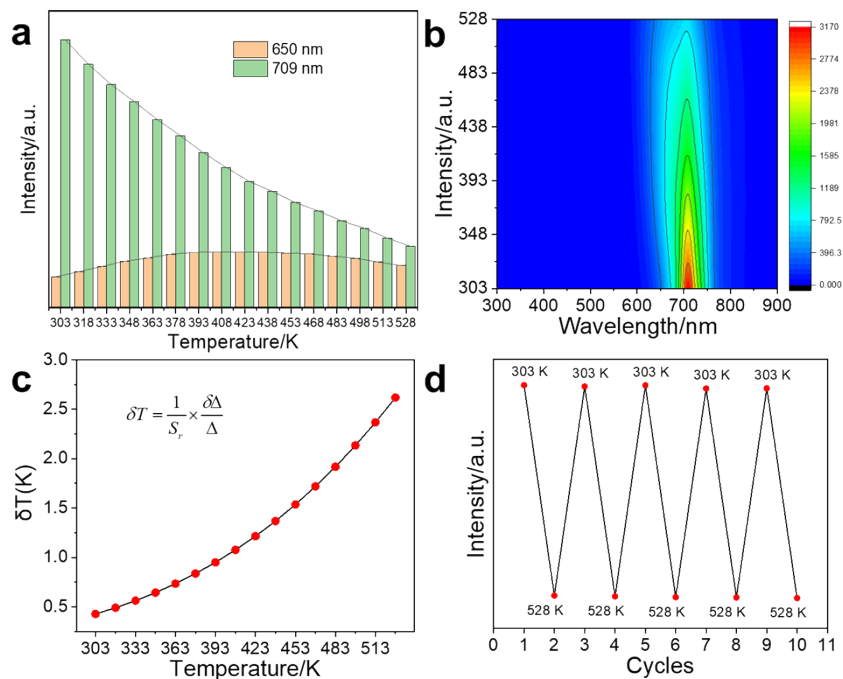 a
650 nm
709 nm
Intensity/a.u.
303 318 333 348 363 378 393 408 423 438 453 468 483 498 513 528
Temperature/K
b
528
483
438
393
348
303
Intensity/a.u.
300 400 500 600 700 800 900
Wavelength/nm
3170
2774
2378
1981
1585
1189
792.5
396.3
0.000
c
δT = 1/S_r × δΔ/Δ
3.0
2.5
2.0
1.5
1.0
0.5
δT(K)
303 333 363 393 423 453 483 513
Temperature/K
d
303 K 303 K 303 K 303 K 303 K
528 K 528 K 528 K 528 K 528 K
Intensity/a.u.
0 1 2 3 4 5 6 7 8 9 10 11
Cycles